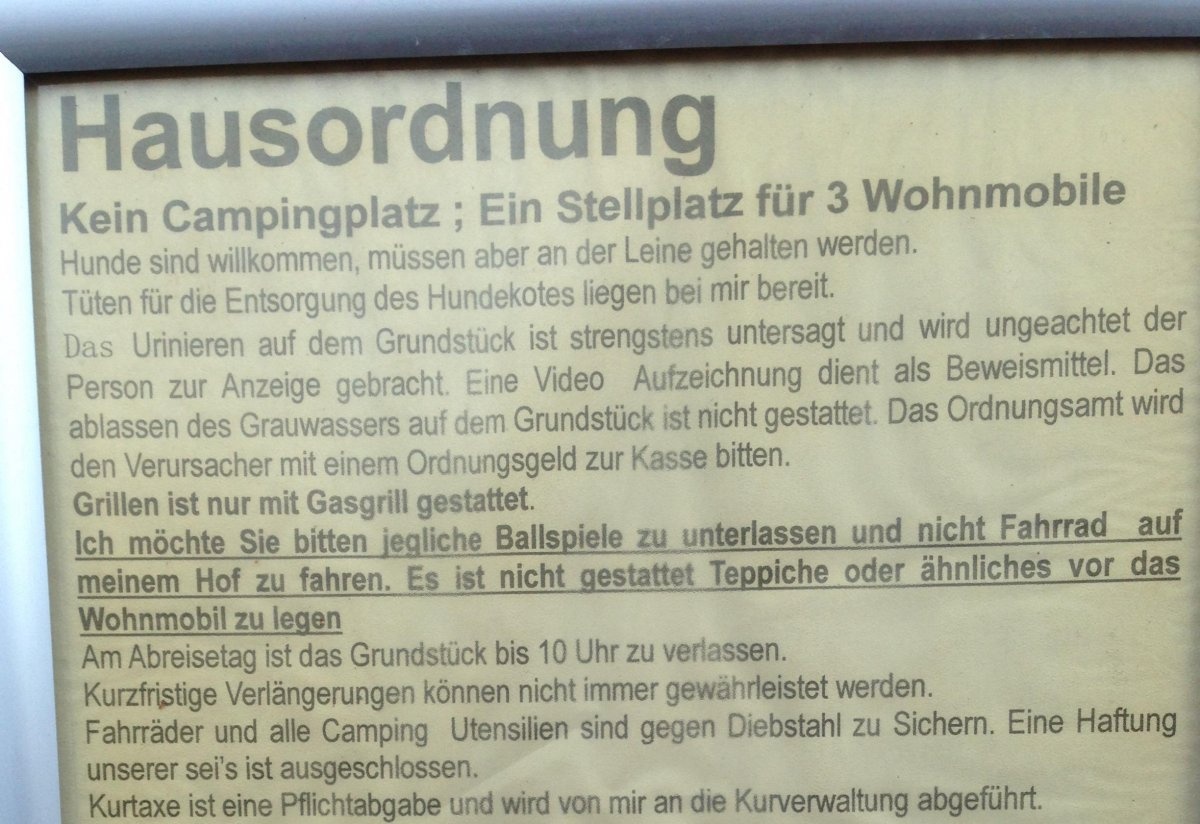 Hausordnung
Kein Campingplatz ; Ein Stellplatz für 3 Wohnmobile
Hunde sind willkommen, müssen aber an der Leine gehalten werden.
Tüten für die Entsorgung des Hundekotes liegen bei mir bereit.
Das Urinieren auf dem Grundstück ist strengstens untersagt und wird ungeachtet der
Person zur Anzeige gebracht. Eine Video Aufzeichnung dient als Beweismittel. Das
ablassen des Grauwassers auf dem Grundstück ist nicht gestattet. Das Ordnungsamt wird
den Verursacher mit einem Ordnungsgeld zur Kasse bitten.
Grillen ist nur mit Gasgrill gestattet.
Ich möchte Sie bitten jegliche Ballspiele zu unterlassen und nicht Fahrrad auf
meinem Hof zu fahren. Es ist nicht gestattet Teppiche oder ähnliches vor das
Wohnmobil zu legen
Am Abreisetag ist das Grundstück bis 10 Uhr zu verlassen.
Kurzfristige Verlängerungen können nicht immer gewährleistet werden.
Fahrräder und alle Camping Utensilien sind gegen Diebstahl zu Sichern. Eine Haftung
unserer sei's ist ausgeschlossen.
Kurtaxe ist eine Pflichtabgabe und wird von mir an die Kurverwaltung abgeführt.